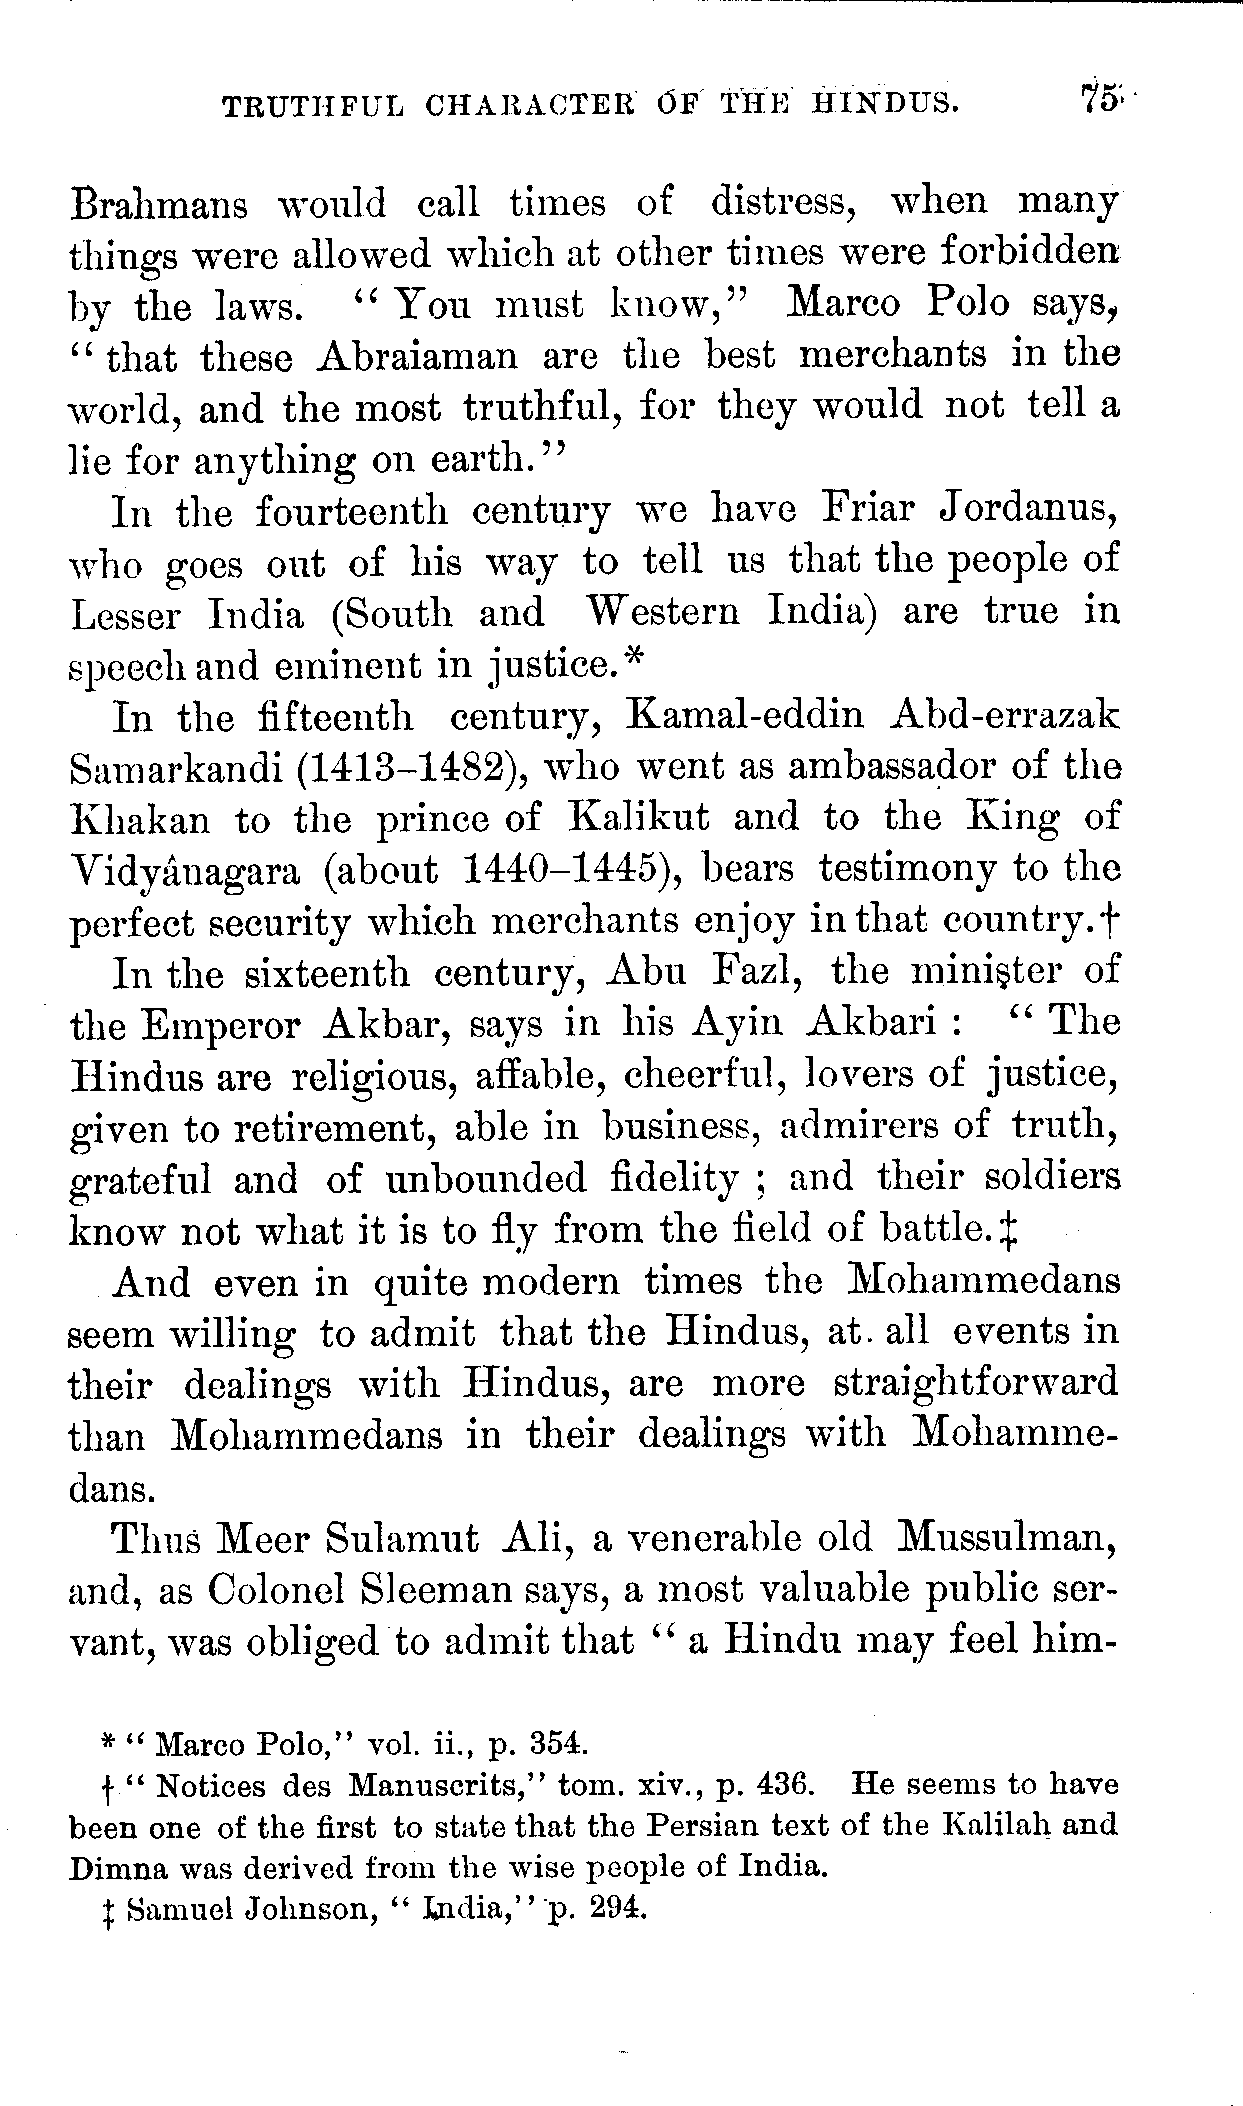 TRUTHFUL CHARACTER OF THE HINDUS. 75
Brahmans would call times of distress, when many
things were allowed which at other times were forbidden
by the laws. “ You must know,” Marco Polo says,
“ that these Abraiaman are the best merchants in the
world, and the most truthful, for they would not tell a
lie for anything on earth.”
In the fourteenth century we have Friar Jordanus,
who goes out of his way to tell us that the people of
Lesser India (South and Western India) are true in
speech and eminent in justice.*
In the fifteenth century, Kamal-eddin Abd-errazak
Samarkandi (1413–1482), who went as ambassador of the
Khakan to the prince of Kalikut and to the King of
Vidyânagara (about 1440–1445), bears testimony to the
perfect security which merchants enjoy in that country.†
In the sixteenth century, Abu Fazl, the minister of
the Emperor Akbar, says in his Ayin Akbari : “ The
Hindus are religious, affable, cheerful, lovers of justice,
given to retirement, able in business, admirers of truth,
grateful and of unbounded fidelity ; and their soldiers
know not what it is to fly from the field of battle.‡
And even in quite modern times the Mohammedans
seem willing to admit that the Hindus, at all events in
their dealings with Hindus, are more straightforward
than Mohammedans in their dealings with Mohamme-
dans.
Thus Meer Sulamut Ali, a venerable old Mussulman,
and, as Colonel Sleeman says, a most valuable public ser-
vant, was obliged to admit that “ a Hindu may feel him-
* “ Marco Polo,” vol. ii., p. 354.
† “ Notices des Manuscrits,” tom. xiv., p. 436. He seems to have
been one of the first to state that the Persian text of the Kalilah and
Dimna was derived from the wise people of India.
‡ Samuel Johnson, “ India,” p. 294.